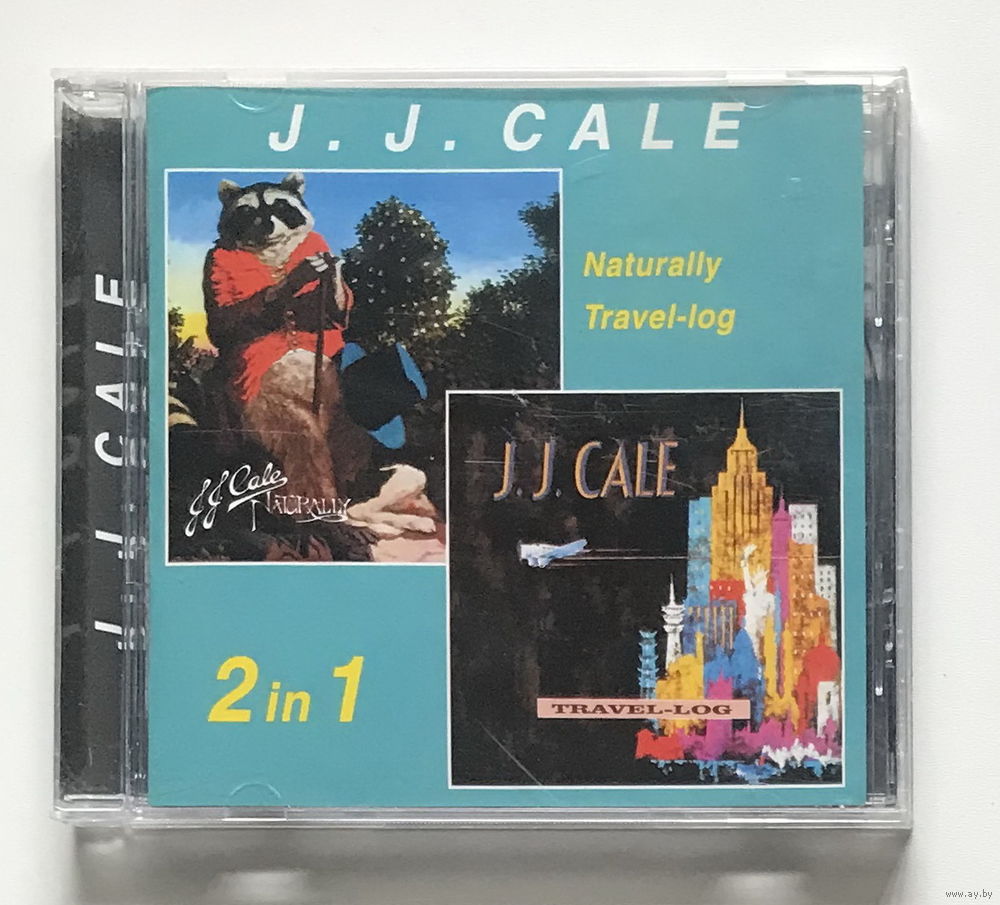 J. J. CALE
J. J. CALE
Naturally
Travel-log
J.J. Cale
NATURALLY
J. J. CALE
TRAVEL-LOG
2 in 1
www.ay.by